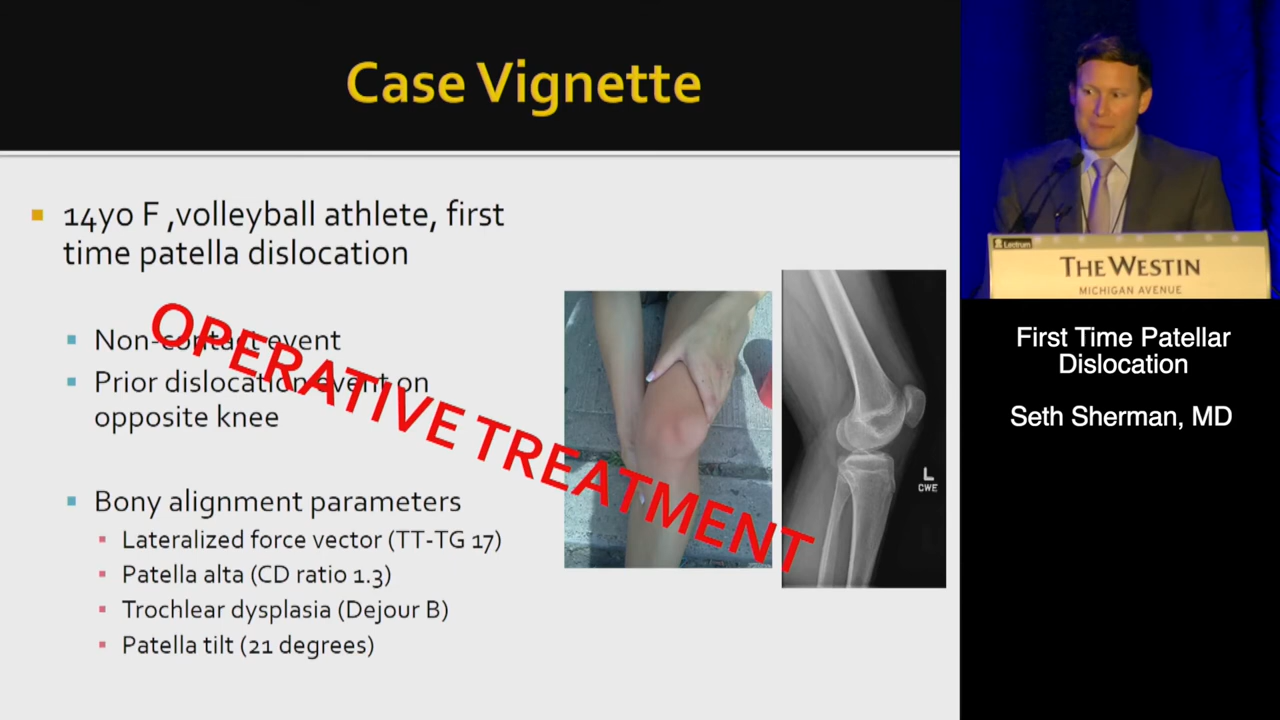 Case Vignette
14yo F ,volleyball athlete, first
time patella dislocation
Non-contact event
Prior dislocation event on
opposite knee
OPERATIVE TREATMENT
Bony alignment parameters
Lateralized force vector (TT-TG 17)
Patella alta (CD ratio 1.3)
Trochlear dysplasia (Dejour B)
Patella tilt (21 degrees)
L
CWE
Lectrum
THE WESTIN
MICHIGAN AVENUE
First Time Patellar
Dislocation
Seth Sherman, MD